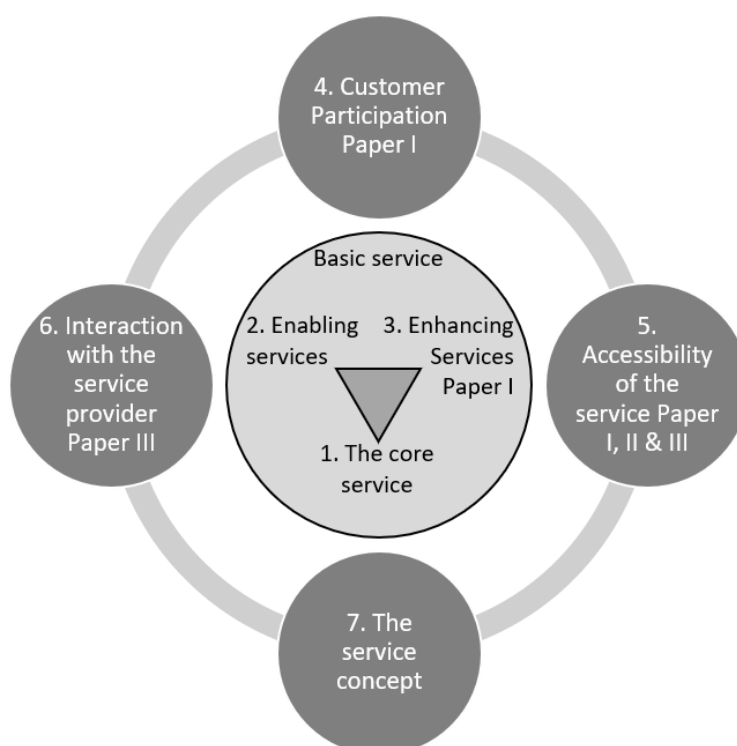 4. Customer
Participation
Paper I
Basic service
2. Enabling
services
3. Enhancing
Services
Paper I
1. The core
service
6. Interaction
with the
service
provider
Paper III
5.
Accessibility
of the
service Paper
I, II & III
7. The
service
concept